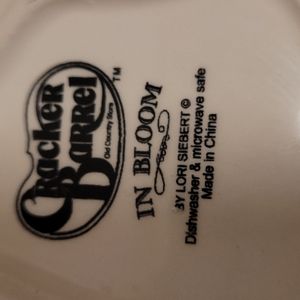 Cracker
Barrel
Old Country Store
TM
IN BLOOM
BY LORI SIEBERT ©
Dishwasher & microwave safe
Made in China